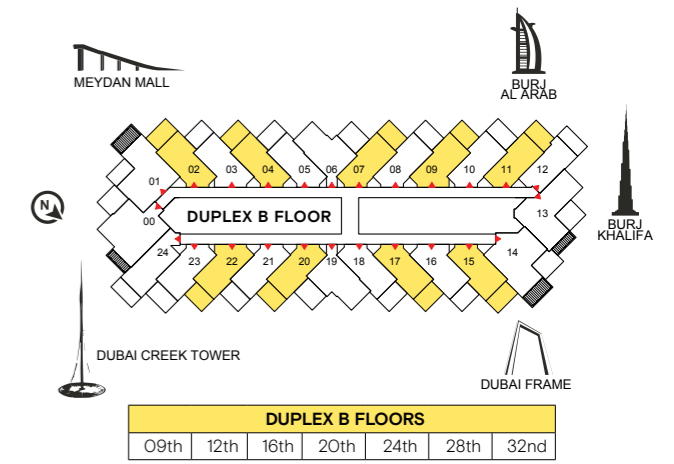 MEYDAN MALL
BURJ
AL ARAB
BURJ
KHALIFA
N
01
02
03
04
05
06
07
08
09
10
11
12
00
DUPLEX B FLOOR
13
24
23
22
21
20
19
18
17
16
15
14
DUBAI CREEK TOWER
DUBAI FRAME
DUPLEX B FLOORS
09th
12th
16th
20th
24th
28th
32nd